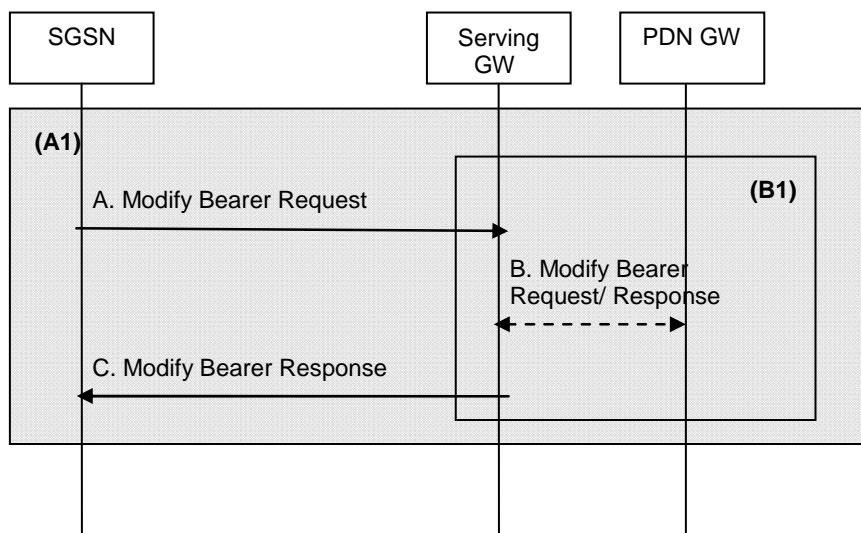 SGSN
Serving
GW
PDN GW
(A1)
(B1)
A. Modify Bearer Request
B. Modify Bearer
Request/ Response
C. Modify Bearer Response